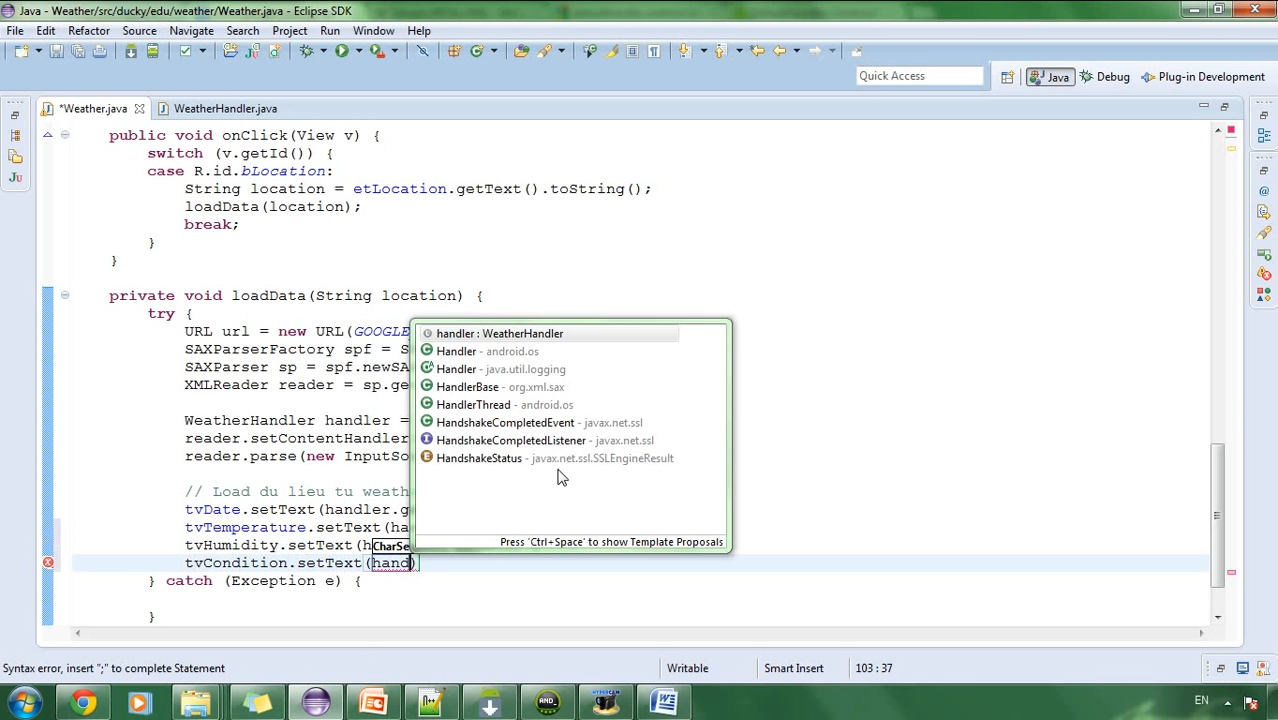 Java - Weather/src/ducky/edu/weather/Weather.java - Eclipse SDK
File Edit Refactor Source Navigate Search Project Run Window Help
Quick Access
Java
Debug
Plug-in Development
*Weather.java
WeatherHandler.java
public void onClick(View v) {
switch (v.getId()) {
case R.id.bLocation:
String location = etLocation.getText().toString();
loadData(location);
break;
}
}
private void loadData(String location) {
try {
URL url = new URL(GOOGLE
SAXParserFactory spf = S
SAXParser sp = spf.newSA
XMLReader reader = sp.ge
WeatherHandler handler =
reader.setContentHandler
reader.parse(new InputSo
// Load du lieu tu weath
tvDate.setText(handler.ge
tvTemperature.setText(ha
tvHumidity.setText(h
CharSe
tvCondition.setText(hand)
} catch (Exception e) {
}
handler : WeatherHandler
Handler - android.os
Handler - java.util.logging
HandlerBase - org.xml.sax
HandlerThread - android.os
HandshakeCompletedEvent - javax.net.ssl
HandshakeCompletedListener - javax.net.ssl
HandshakeStatus - javax.net.ssl.SSLEngineResult
Press 'Ctrl+Space' to show Template Proposals
Syntax error, insert ";" to complete Statement
Writable
Smart Insert
103 : 37
EN